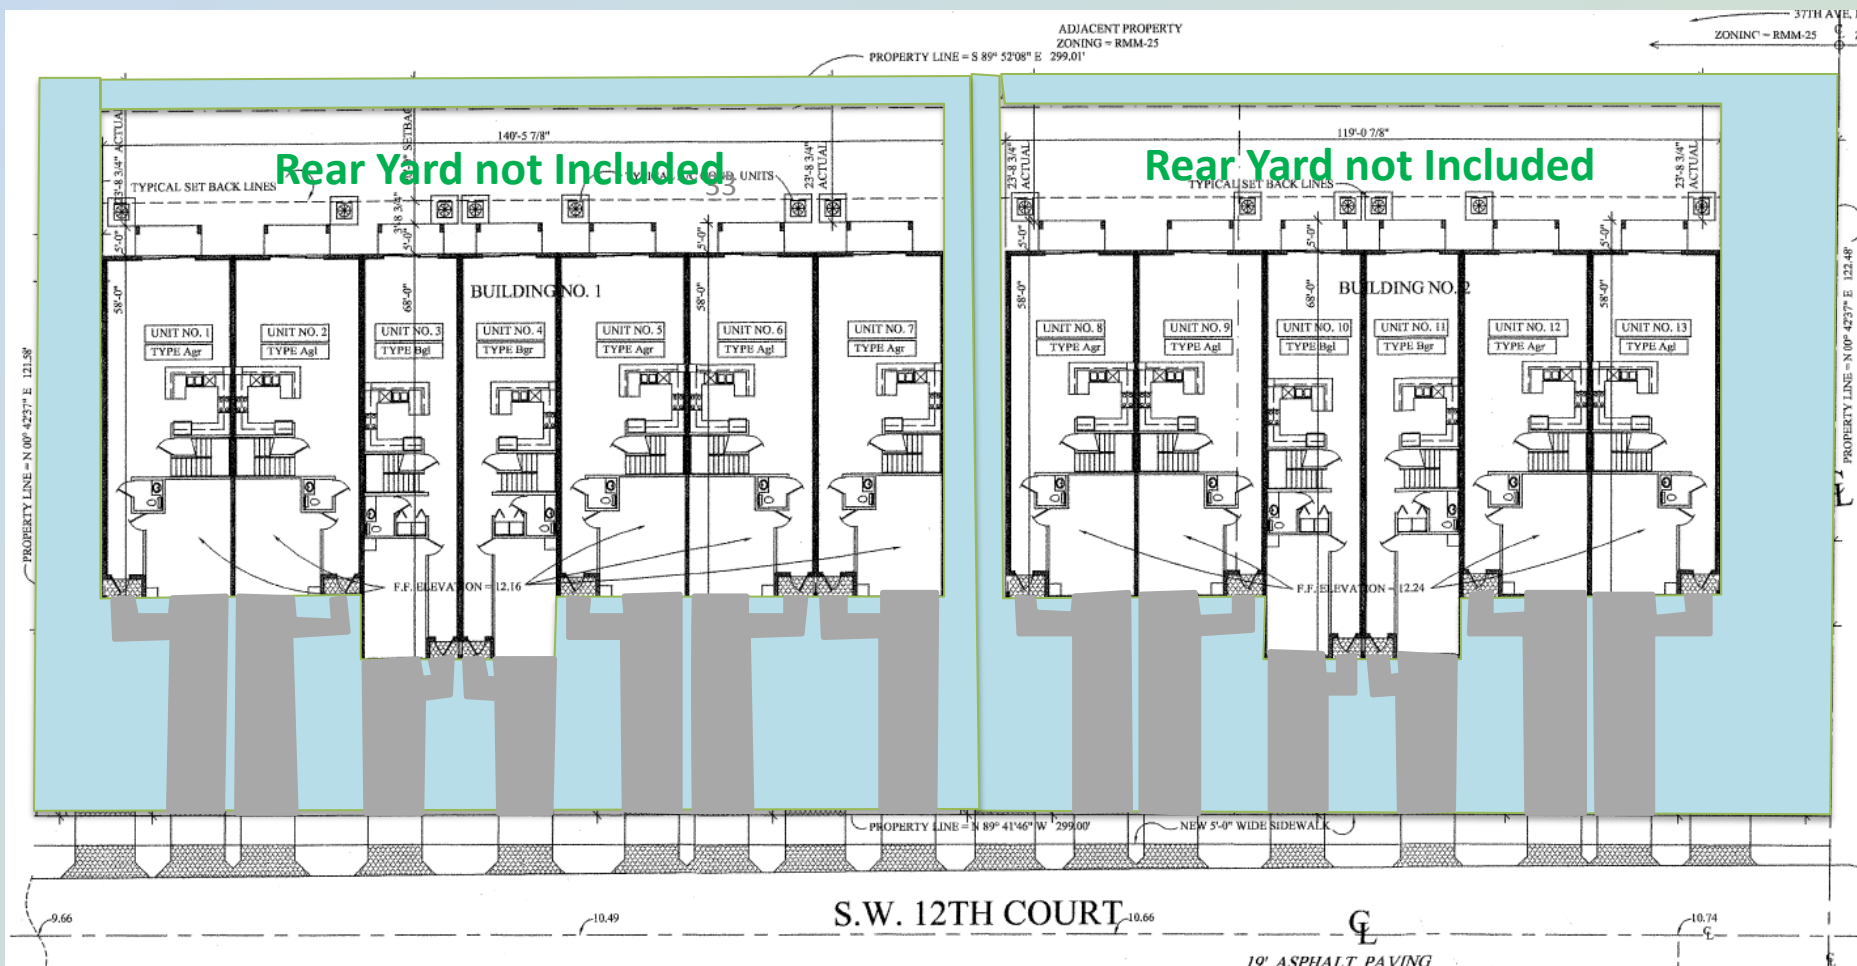 ADJACENT PROPERTY
ZONING = RMM-25
37TH AVE,
ZONING = RMM-25
PROPERTY LINE = S 89° 52'08" E 299.01'
140'-5 7/8"
119'-0 7/8"
23'-8 3/4" ACTUAL
SETBAC
23'-8 3/4"
ACTUAL
23'-8 3/4"
ACTUAL
23'-8 3/4"
ACTUAL
Rear Yard not Included
Rear Yard not Included
33
TYPICAL SET BACK LINES
UNITS
TYPICAL SET BACK LINES
5'-0"
5'-0"
5'-0"
5'-0"
5'-0"
5'-0"
58'-0"
68'-0"
58'-0"
58'-0"
68'-0"
58'-0"
BUILDING NO. 1
BUILDING NO. 2
UNIT NO. 1
TYPE Agr
UNIT NO. 2
TYPE Agl
UNIT NO. 3
TYPE Bgl
UNIT NO. 4
TYPE Bgr
UNIT NO. 5
TYPE Agr
UNIT NO. 6
TYPE Agl
UNIT NO. 7
TYPE Agr
UNIT NO. 8
TYPE Agr
UNIT NO. 9
TYPE Agl
UNIT NO. 10
TYPE Bgl
UNIT NO. 11
TYPE Bgr
UNIT NO. 12
TYPE Agr
UNIT NO. 13
TYPE Agl
PROPERTY LINE = N 00° 42'37" E 121.58'
PROPERTY LINE = N 00° 42'37" E 122.48'
F.F. ELEVATION = 12.16
F.F. ELEVATION = 12.24
PROPERTY LINE = N 89° 41'46" W 299.00'
NEW 5'-0" WIDE SIDEWALK
S.W. 12TH COURT
9.66
10.49
10.66
10.74
19' ASPHALT PAVING